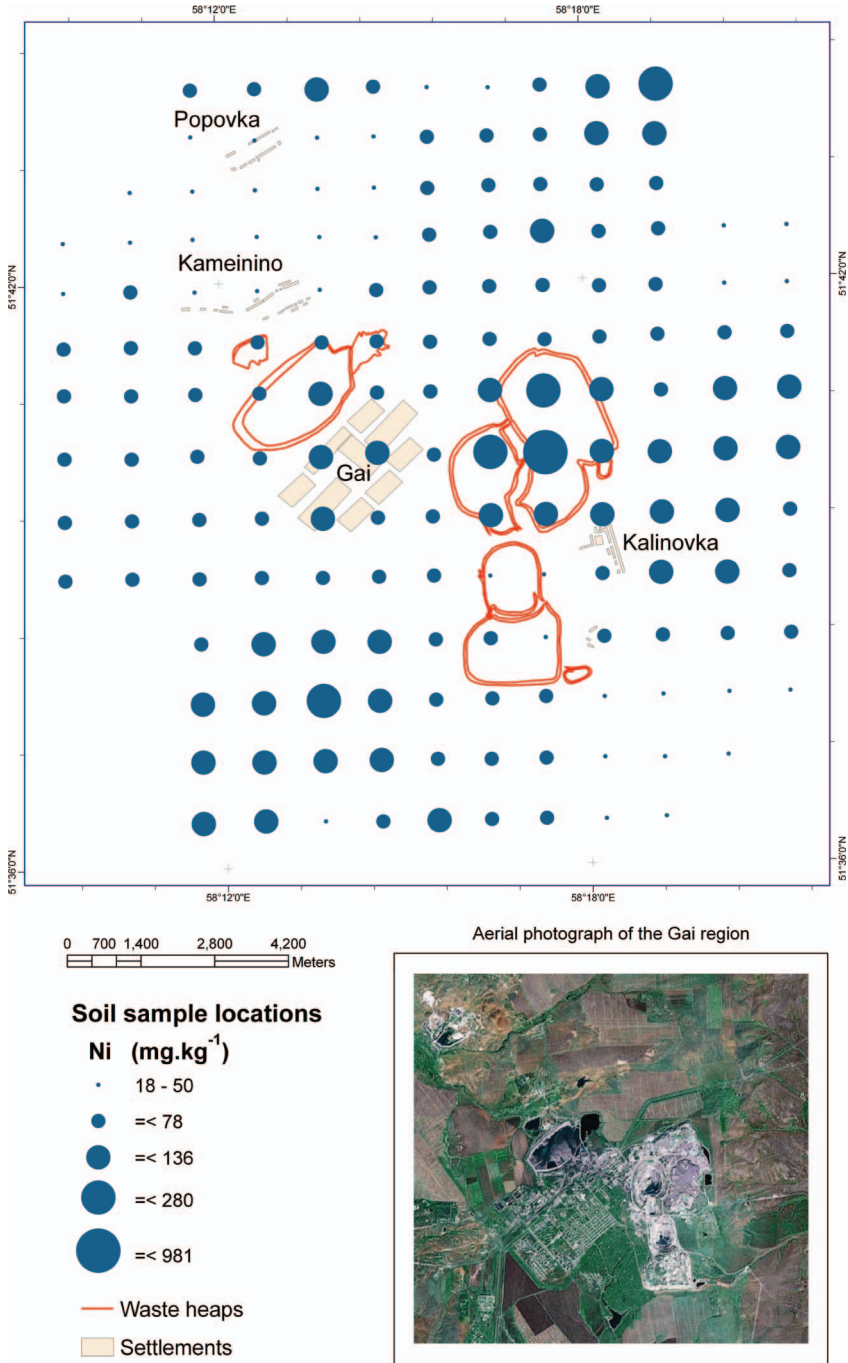 58°12'0"E 58°18'0"E
Popovka
Kameinino
51°42'0"N 51°42'0"N
Gai
Kalinovka
51°36'0"N 51°36'0"N
58°12'0"E 58°18'0"E
0 700 1,400 2,800 4,200
Meters
Aerial photograph of the Gai region
Soil sample locations
Ni (mg.kg⁻¹)
18 - 50
=< 78
=< 136
=< 280
=< 981
Waste heaps
Settlements